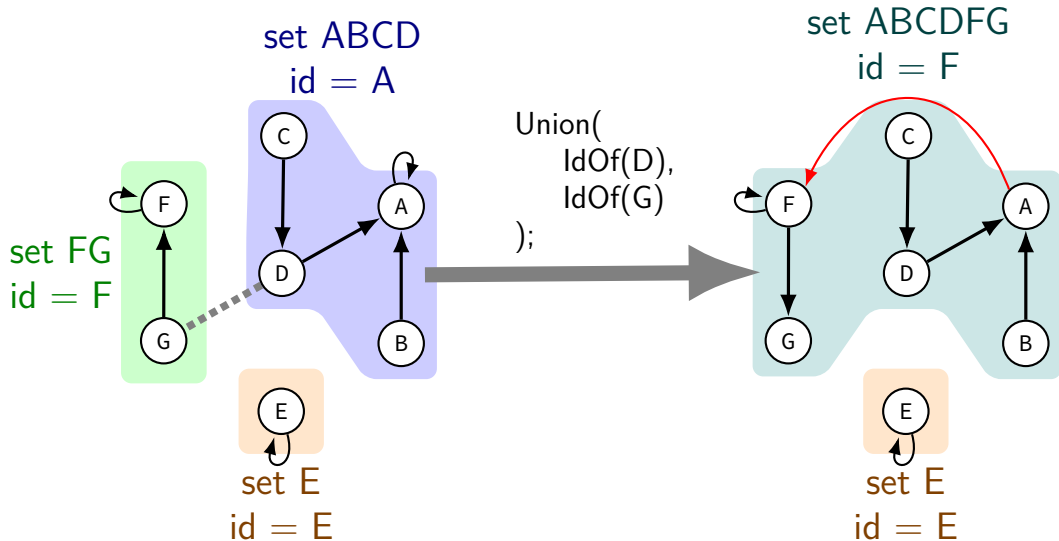 set ABCD
id = A
C
A
F
D
G
B
set FG
id = F
E
set E
id = E
Union(
IdOf(D),
IdOf(G)
);
set ABCDFG
id = F
C
F
A
D
G
B
E
set E
id = E